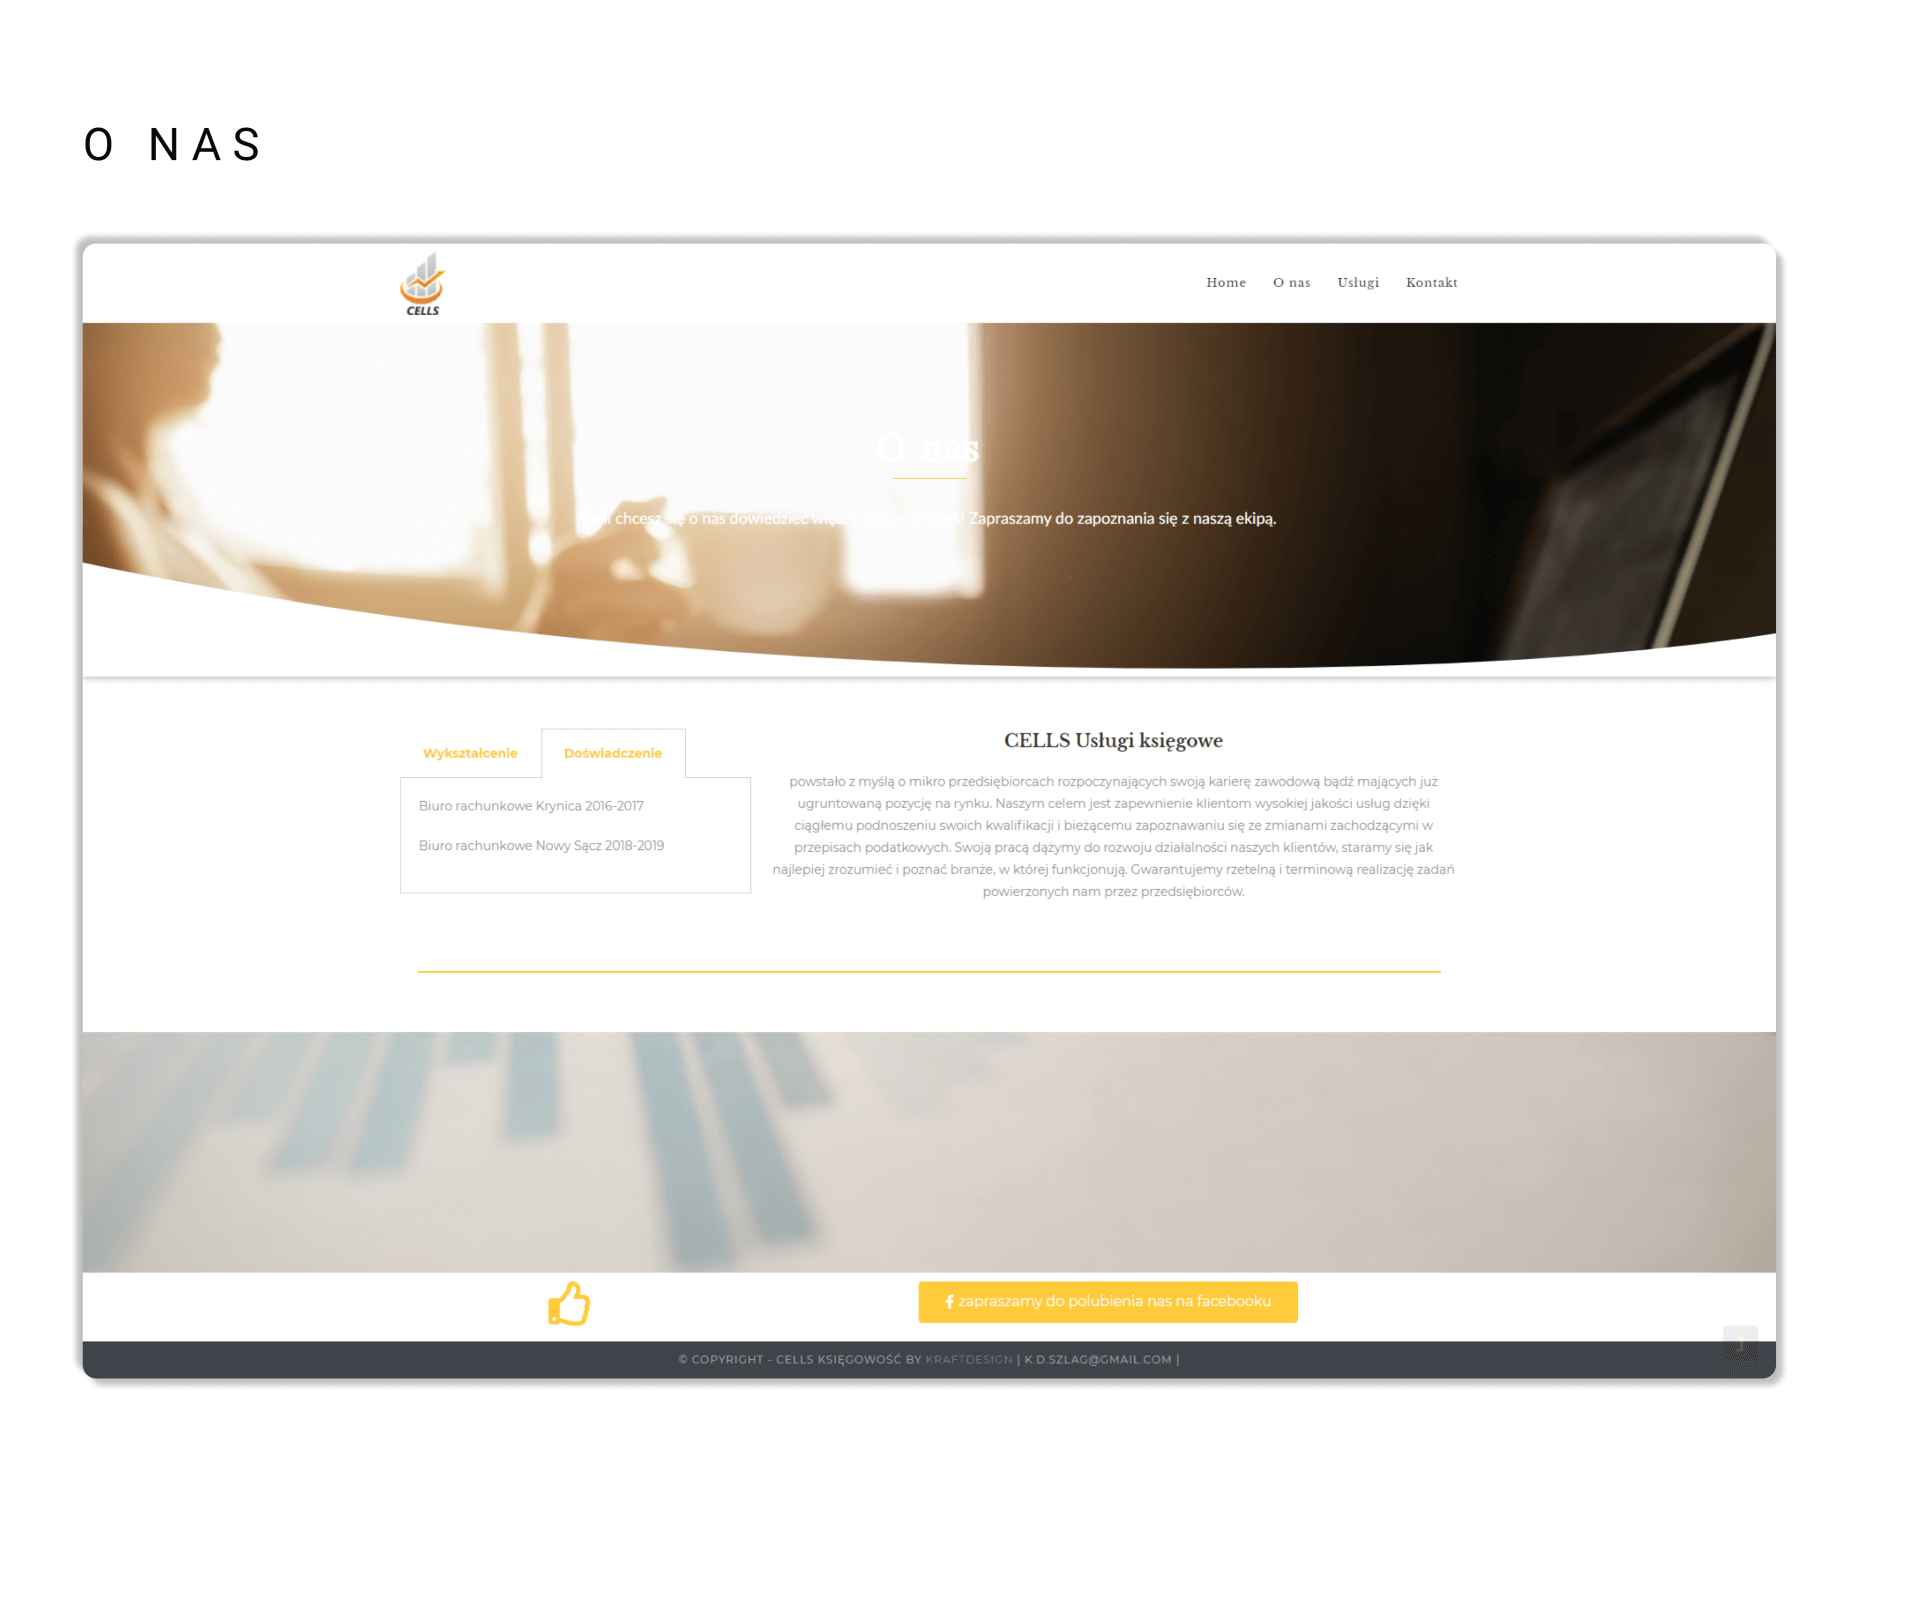 O NAS
CELLS
Home O nas Usługi Kontakt
O nas
chcesz się o nas dowiedzieć więcej Zapraszamy do zapoznania się z naszą ekipą.
Wykształcenie Doświadczenie
Biuro rachunkowe Krynica 2016-2017
Biuro rachunkowe Nowy Sącz 2018-2019
CELLS Usługi księgowe
powstało z myślą o mikro przedsiębiorcach rozpoczynających swoją karierę zawodową bądź mających już
ugruntowaną pozycję na rynku. Naszym celem jest zapewnienie klientom wysokiej jakości usług dzięki
ciągłemu podnoszeniu swoich kwalifikacji i bieżącemu zapoznawaniu się ze zmianami zachodzącymi w
przepisach podatkowych. Swoją pracą dążymy do rozwoju działalności naszych klientów, staramy się jak
najlepiej zrozumieć i poznać branże, w której funkcjonują. Gwarantujemy rzetelną i terminową realizację zadań
powierzonych nam przez przedsiębiorców.
zapraszamy do polubienia nas na facebooku
© COPYRIGHT - CELLS KSIĘGOWOŚĆ BY KRAFTDESIGN | K.D.SZLAG@GMAIL.COM |